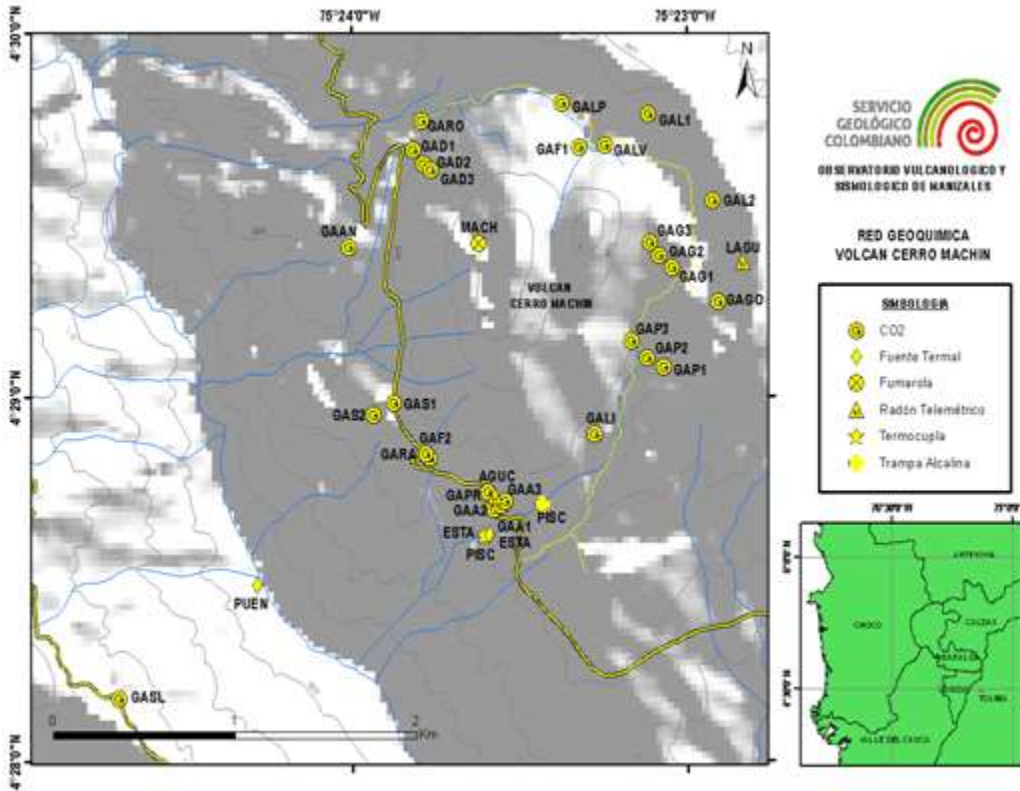 75°24'0"W
75°23'0"W
4°30'0"N
4°29'0"N
4°28'0"N
N
GARO
GAD1
GAD2
GAD3
GAAN
MACH
GALP
GAL1
GAF1
GALV
GAL2
GAG3
GAG2
GAG1
LAGU
GAGO
VOLCAN
CERRO MACHIN
GAP3
GAP2
GAP1
GAS1
GAS2
GALI
GAF2
GARA
AGUC
GAPR
GAA3
GAA2
PISC
GAA1
ESTA
ESTA
PISC
PUEN
GASL
0
1
2
Km
SERVICIO
GEOLÓGICO
COLOMBIANO
OBSERVATORIO VULCANOLOGICO Y
SISMOLOGICO DE MANIZALES
RED GEOQUIMICA
VOLCAN CERRO MACHIN
SIMBOLOGIA
CO2
Fuente Termal
Fumarola
Radón Telemétrico
Termocupla
Trampa Alcalina
CHOCO
CALDAS
TOLIMA
VALLE DEL CAUCA